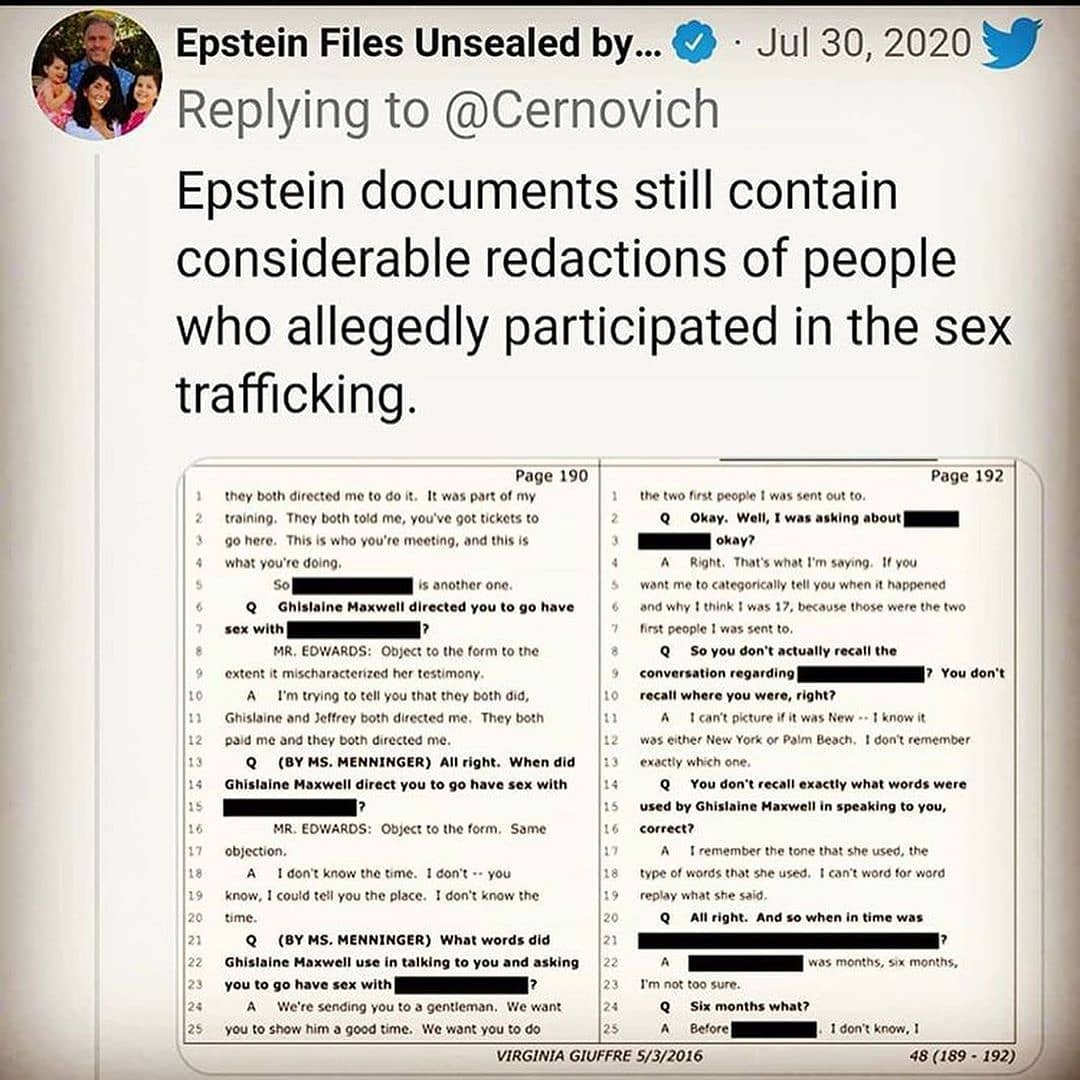 Epstein Files Unsealed by... · Jul 30, 2020
Replying to @Cernovich
Epstein documents still contain
considerable redactions of people
who allegedly participated in the sex
trafficking.
Page 190
1 they both directed me to do it. It was part of my
2 training. They both told me, you've got tickets to
3 go here. This is who you're meeting, and this is
4 what you're doing.
5 So is another one.
6 Q Ghislaine Maxwell directed you to go have
7 sex with ?
8 MR. EDWARDS: Object to the form to the
9 extent it mischaracterized her testimony.
10 A I'm trying to tell you that they both did,
11 Ghislaine and Jeffrey both directed me. They both
12 paid me and they both directed me.
13 Q (BY MS. MENNINGER) All right. When did
14 Ghislaine Maxwell direct you to go have sex with
15 ?
16 MR. EDWARDS: Object to the form. Same
17 objection.
18 A I don't know the time. I don't -- you
19 know, I could tell you the place. I don't know the
20 time.
21 Q (BY MS. MENNINGER) What words did
22 Ghislaine Maxwell use in talking to you and asking
23 you to go have sex with ?
24 A We're sending you to a gentleman. We want
25 you to show him a good time. We want you to do
Page 192
1 the two first people I was sent out to.
2 Q Okay. Well, I was asking about
3 okay?
4 A Right. That's what I'm saying. If you
5 want me to categorically tell you when it happened
6 and why I think I was 17, because those were the two
7 first people I was sent to.
8 Q So you don't actually recall the
9 conversation regarding ? You don't
10 recall where you were, right?
11 A I can't picture if it was New -- I know it
12 was either New York or Palm Beach. I don't remember
13 exactly which one.
14 Q You don't recall exactly what words were
15 used by Ghislaine Maxwell in speaking to you,
16 correct?
17 A I remember the tone that she used, the
18 type of words that she used. I can't word for word
19 replay what she said.
20 Q All right. And so when in time was
21 ?
22 A was months, six months,
23 I'm not too sure.
24 Q Six months what?
25 A Before . I don't know, I
VIRGINIA GIUFFRE 5/3/2016
48 (189 - 192)